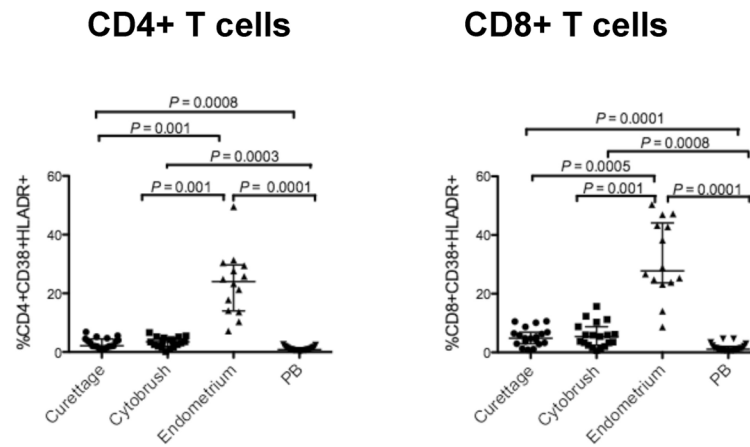 CD4+ T cells
P = 0.0008
P = 0.001
P = 0.0003
P = 0.001
P = 0.0001
%CD4+CD38+HLADR+
60
40
20
0
Curettage
Cytobrush
Endometrium
PB
CD8+ T cells
P = 0.0001
P = 0.0008
P = 0.0005
P = 0.001
P = 0.0001
%CD8+CD38+HLADR+
60
40
20
0
Curettage
Cytobrush
Endometrium
PB